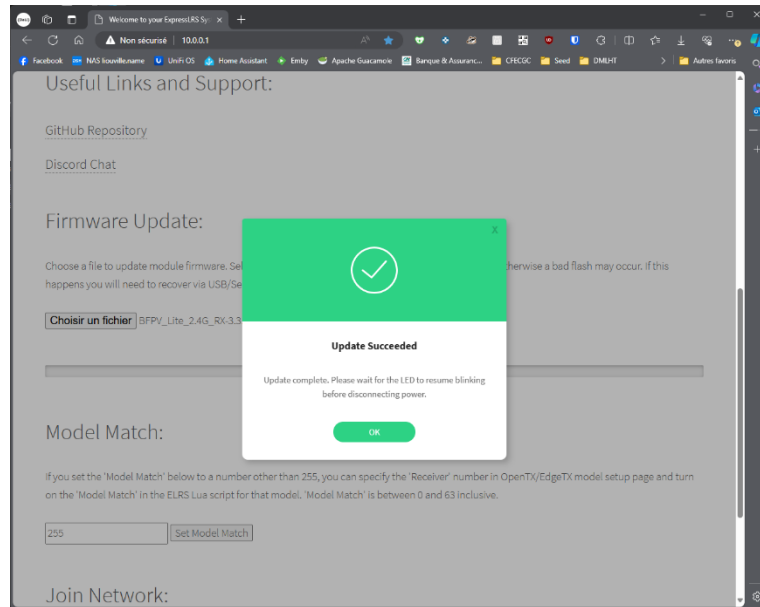 Welcome to your ExpressLRS Sy
Non sécurisé | 10.0.0.1
Facebook NAS liouville.name UniFi OS Home Assistant Emby Apache Guacamole Banque & Assuranc... CFECGC Seed DMLHT Autres favoris
Useful Links and Support:
GitHub Repository
Discord Chat
Firmware Update:
Choose a file to update module firmware. Sel
herwise a bad flash may occur. If this
happens you will need to recover via USB/Se
Choisir un fichier BFPV_Lite_2.4G_RX-3.3
X
Update Succeeded
Update complete. Please wait for the LED to resume blinking
before disconnecting power.
OK
Model Match:
If you set the 'Model Match' below to a number other than 255, you can specify the 'Receiver' number in OpenTX/EdgeTX model setup page and turn
on the 'Model Match' in the ELRS Lua script for that model. 'Model Match' is between 0 and 63 inclusive.
255 Set Model Match
Join Network: